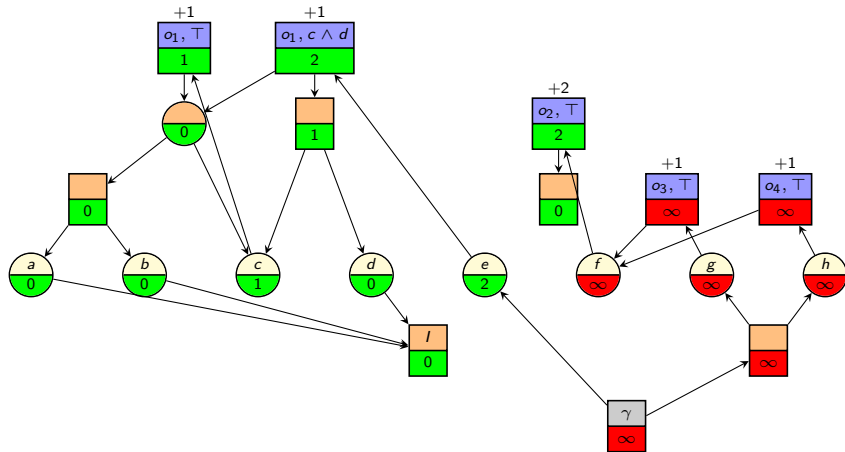 +1 +1
o₁, ⊤ o₁, c ∧ d
1 2
+2
o₂, ⊤
0 1 2
+1 +1
o₃, ⊤ o₄, ⊤
0 0 ∞ ∞
a b c d e f g h
0 0 1 0 2 ∞ ∞ ∞
I
0 ∞
γ
∞